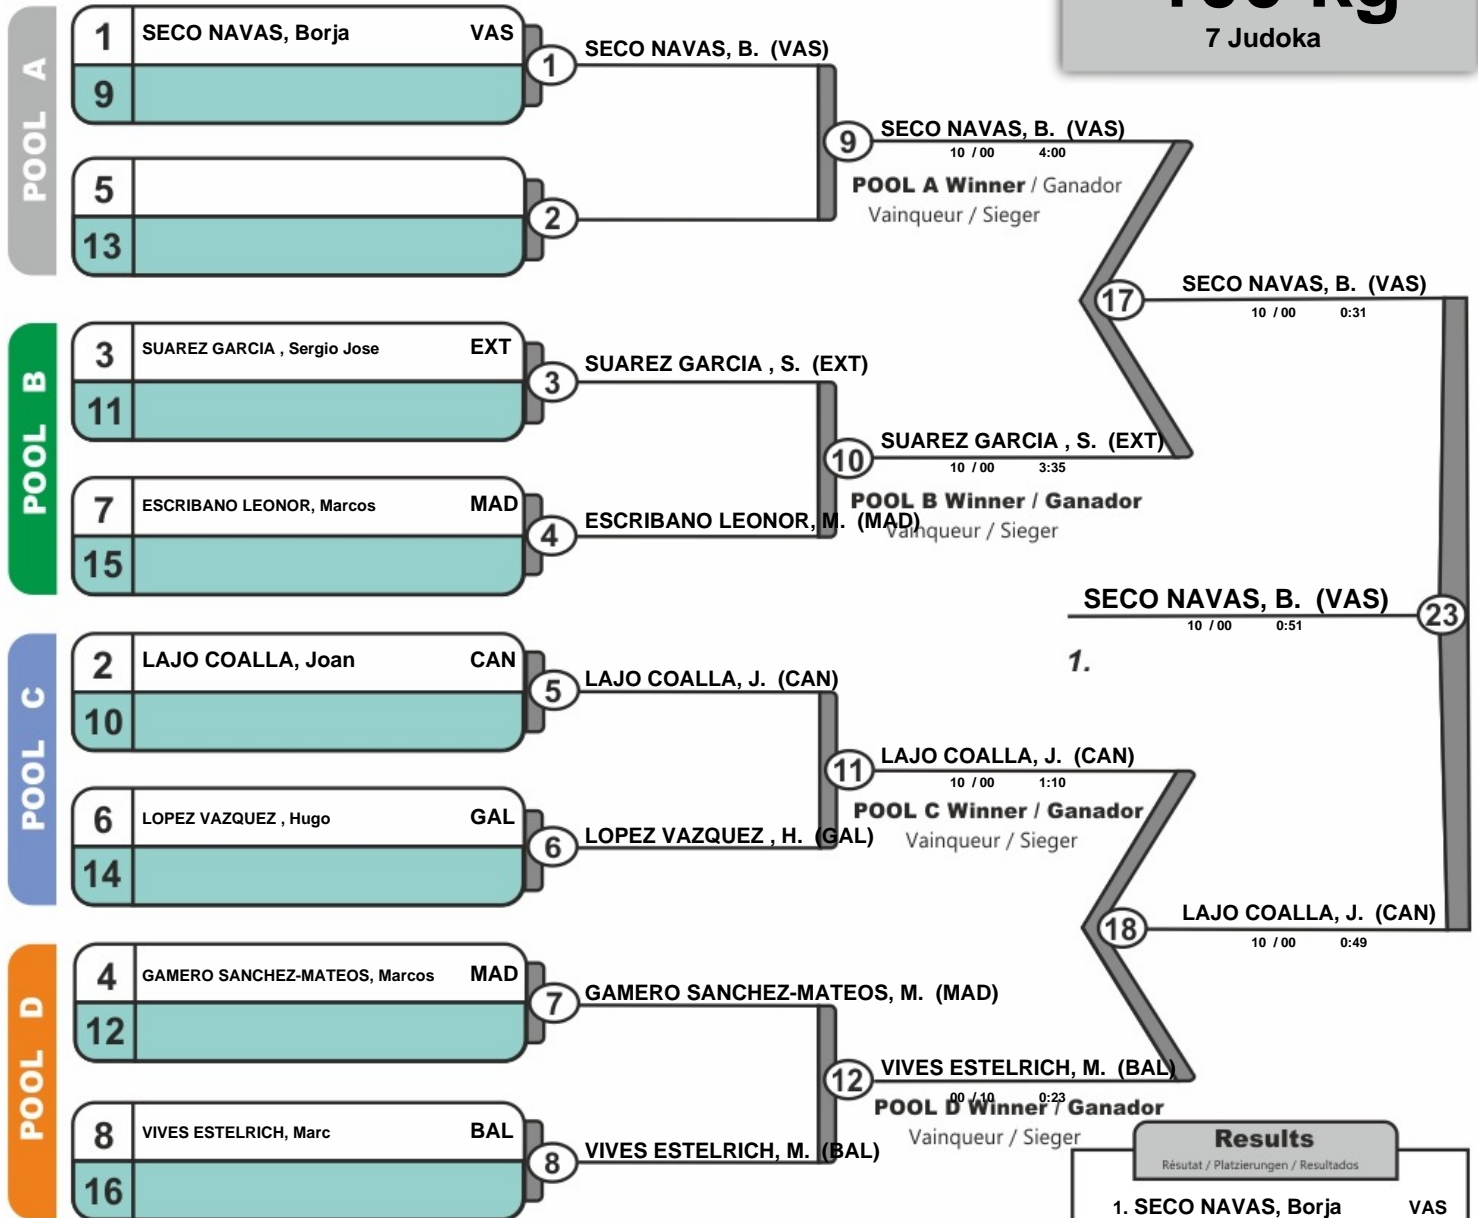 7 Judoka
POOL A
1 SECO NAVAS, Borja VAS
9
1
SECO NAVAS, B. (VAS)
5
13
2
9
SECO NAVAS, B. (VAS)
10 / 00 4:00
POOL A Winner / Ganador
Vainqueur / Sieger
POOL B
3 SUAREZ GARCIA , Sergio Jose EXT
11
3
SUAREZ GARCIA , S. (EXT)
7 ESCRIBANO LEONOR, Marcos MAD
15
4
ESCRIBANO LEONOR, M. (MAD)
10
SUAREZ GARCIA , S. (EXT)
10 / 00 3:35
POOL B Winner / Ganador
Vainqueur / Sieger
17
SECO NAVAS, B. (VAS)
10 / 00 0:31
POOL C
2 LAJO COALLA, Joan CAN
10
5
LAJO COALLA, J. (CAN)
6 LOPEZ VAZQUEZ , Hugo GAL
14
6
LOPEZ VAZQUEZ , H. (GAL)
11
LAJO COALLA, J. (CAN)
10 / 00 1:10
POOL C Winner / Ganador
Vainqueur / Sieger
POOL D
4 GAMERO SANCHEZ-MATEOS, Marcos MAD
12
7
GAMERO SANCHEZ-MATEOS, M. (MAD)
8 VIVES ESTELRICH, Marc BAL
16
8
VIVES ESTELRICH, M. (BAL)
12
VIVES ESTELRICH, M. (BAL)
00 / 10 0:23
POOL D Winner / Ganador
Vainqueur / Sieger
18
LAJO COALLA, J. (CAN)
10 / 00 0:49
SECO NAVAS, B. (VAS)
23
10 / 00 0:51
1.
Results
Résutat / Platzierungen / Resultados
1. SECO NAVAS, Borja VAS